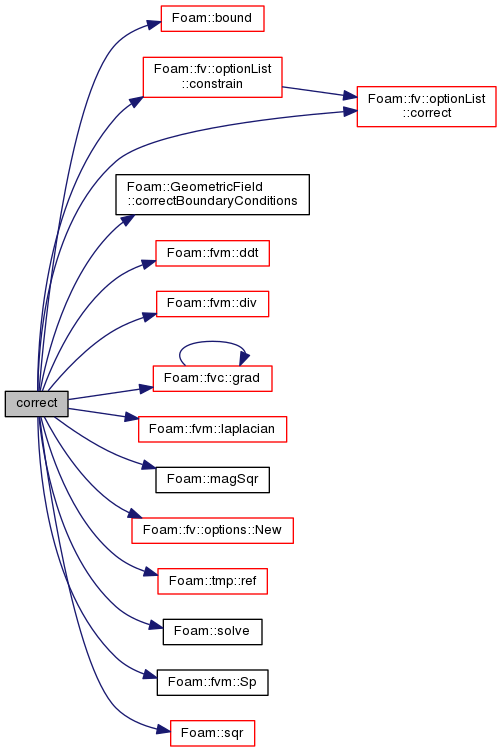 Foam::bound
Foam::fv::optionList
::constrain
Foam::fv::optionList
::correct
Foam::GeometricField
::correctBoundaryConditions
Foam::fvm::ddt
Foam::fvm::div
Foam::fvc::grad
correct
Foam::fvm::laplacian
Foam::magSqr
Foam::fv::options::New
Foam::tmp::ref
Foam::solve
Foam::fvm::Sp
Foam::sqr